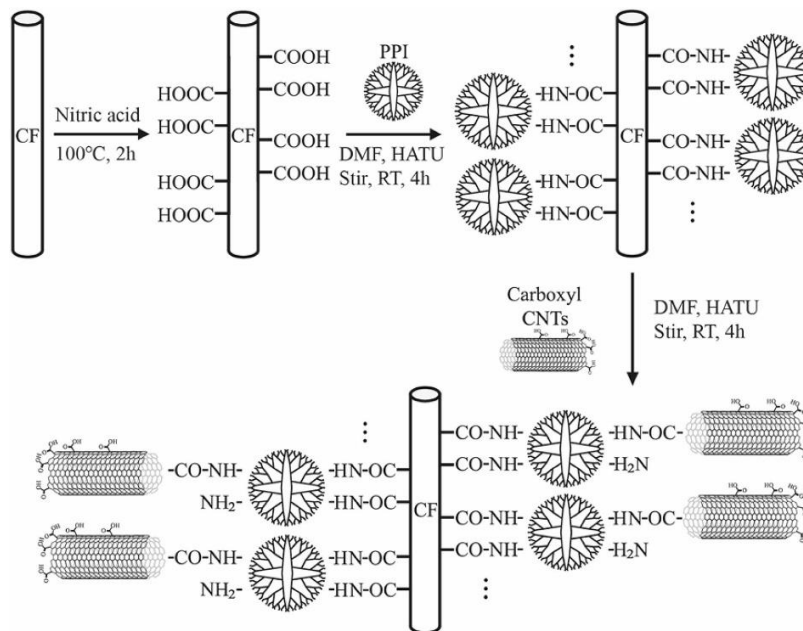 CF
Nitric acid
100℃, 2h
HOOC
HOOC
HOOC
HOOC
CF
COOH
COOH
COOH
COOH
PPI
DMF, HATU
Stir, RT, 4h
HN-OC
HN-OC
HN-OC
HN-OC
CF
CO-NH-
CO-NH-
CO-NH-
CO-NH-
Carboxyl
CNTs
DMF, HATU
Stir, RT, 4h
CO-NH-
NH₂-
-HN-OC
-HN-OC
CO-NH-
NH₂-
-HN-OC
-HN-OC
CF
CO-NH-
CO-NH-
-HN-OC-
-H₂N
CO-NH-
CO-NH-
-HN-OC-
-H₂N